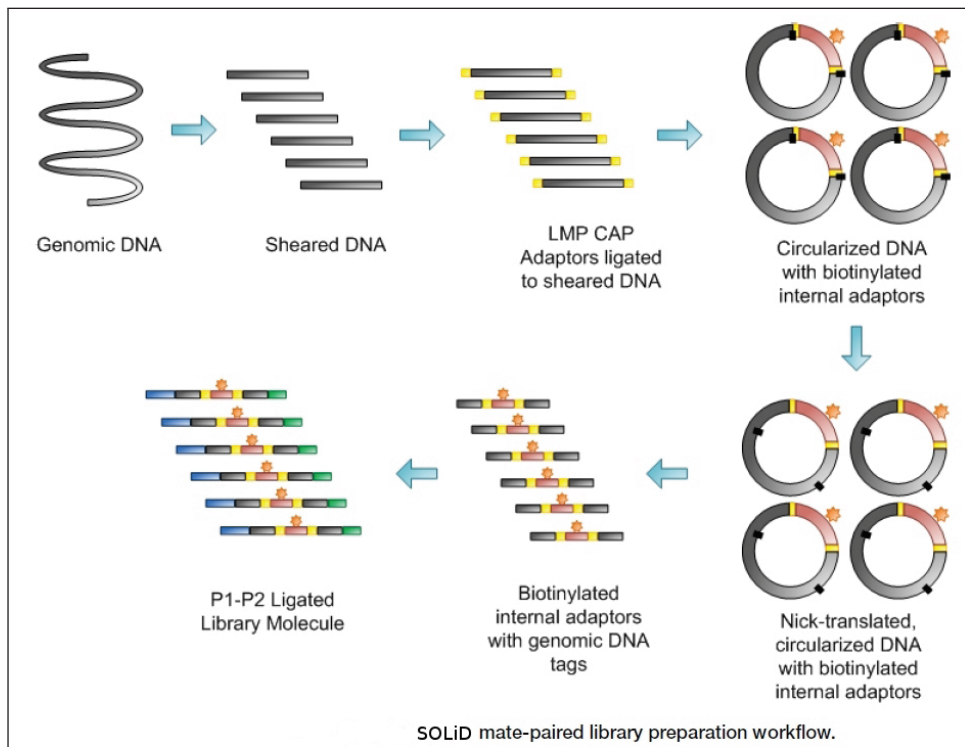 Genomic DNA
Sheared DNA
LMP CAP
Adaptors ligated
to sheared DNA
Circularized DNA
with biotinylated
internal adaptors
P1-P2 Ligated
Library Molecule
Biotinylated
internal adaptors
with genomic DNA
tags
Nick-translated,
circularized DNA
with biotinylated
internal adaptors
SOLiD mate-paired library preparation workflow.